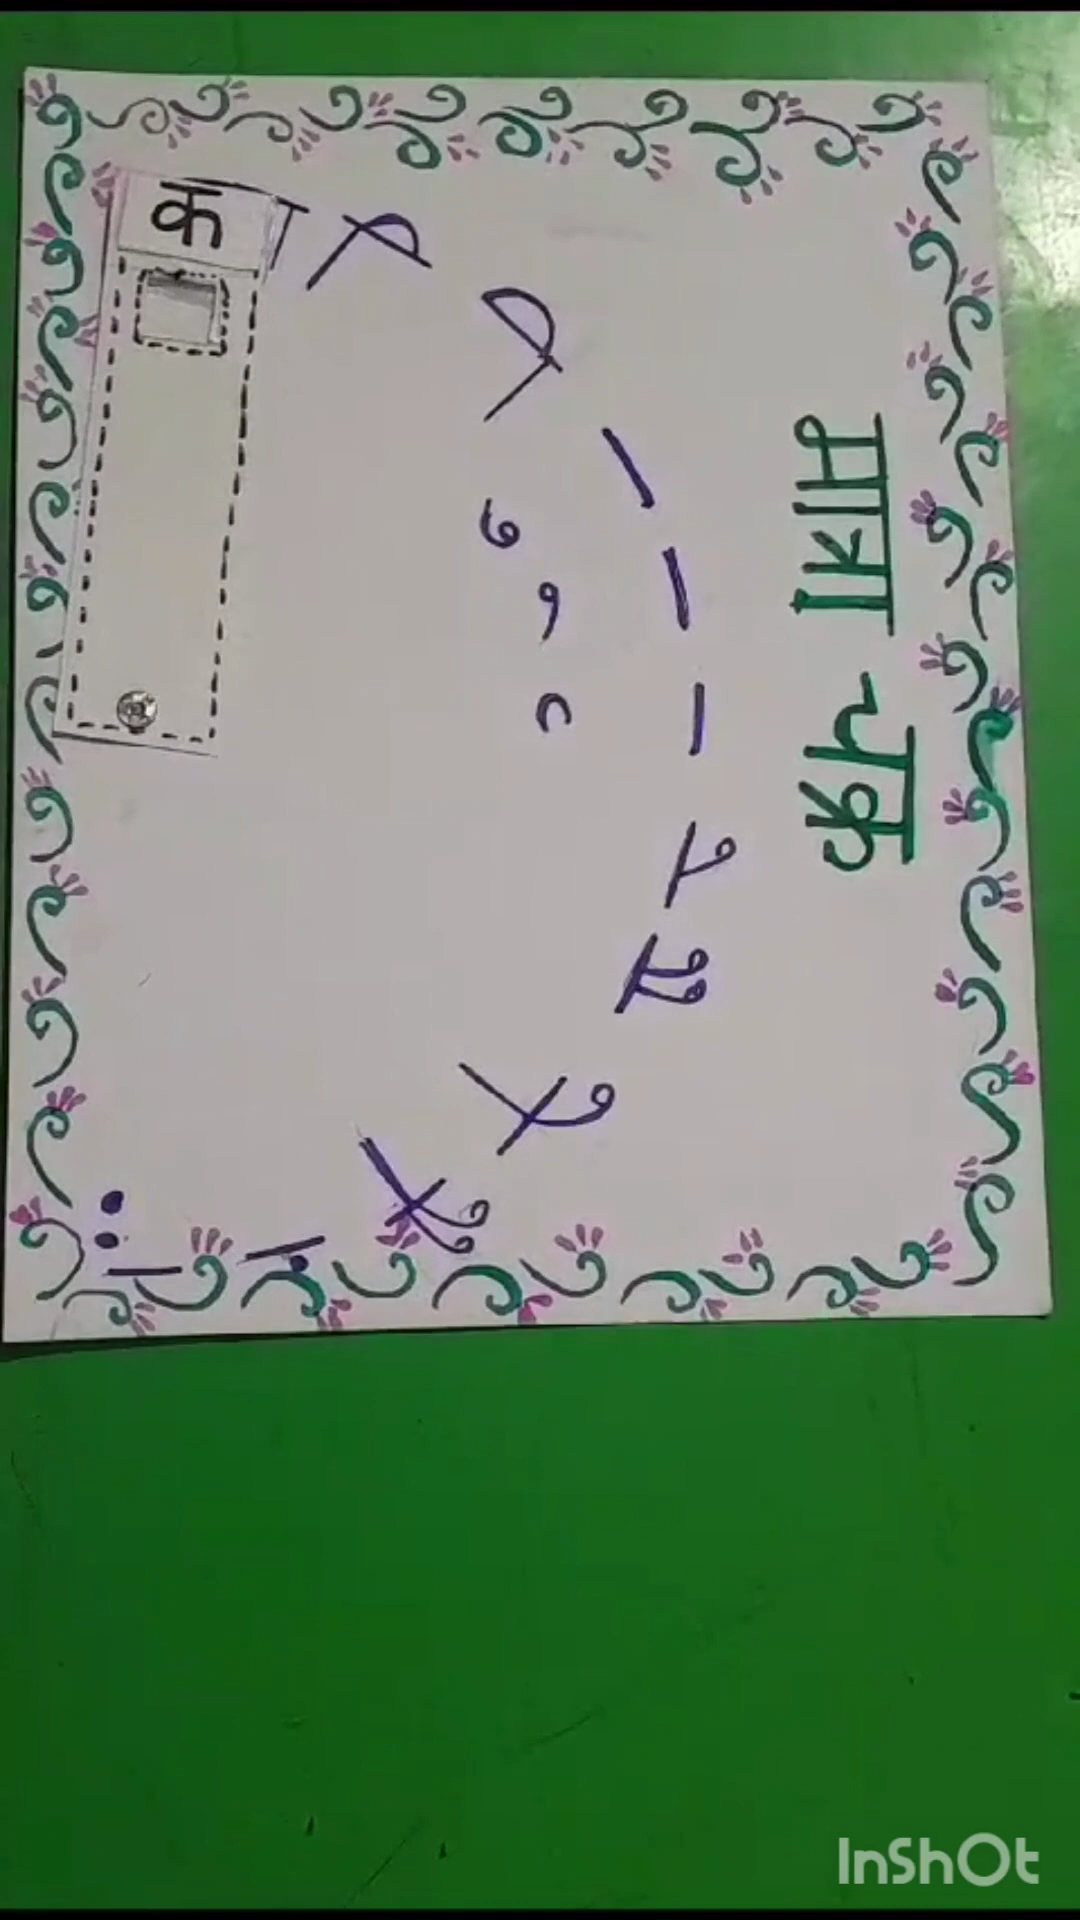 मात्रा चक्र
क
ा ि ी ु ू ृ े ै ो ौ ं ः
InShOt